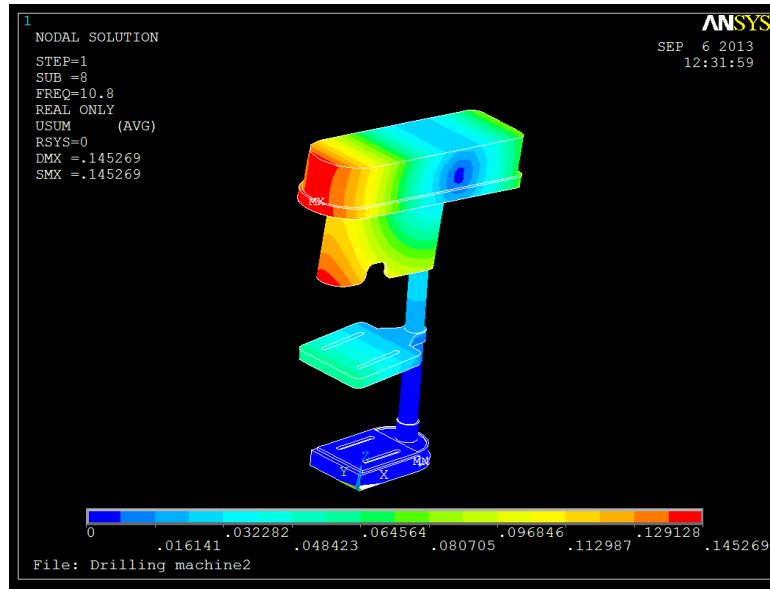 1
ANSYS
NODAL SOLUTION
SEP 6 2013
12:31:59
STEP=1
SUB =8
FREQ=10.8
REAL ONLY
USUM (AVG)
RSYS=0
DMX =.145269
SMX =.145269
MX
Z
MN
Y
X
0 .032282 .064564 .096846 .129128
.016141 .048423 .080705 .112987 .145269
File: Drilling machine2